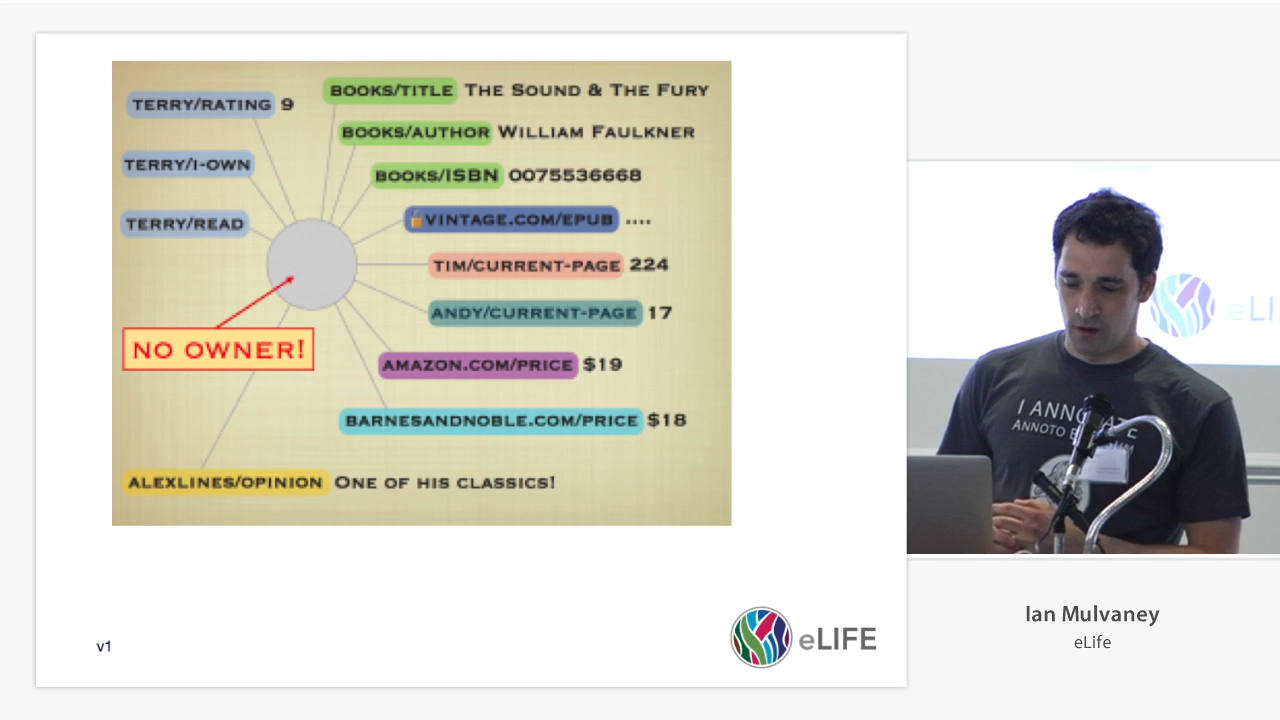 TERRY/RATING 9
BOOKS/TITLE THE SOUND & THE FURY
BOOKS/AUTHOR WILLIAM FAULKNER
TERRY/I-OWN
BOOKS/ISBN 0075536668
TERRY/READ
VINTAGE.COM/EPUB ....
TIM/CURRENT-PAGE 224
ANDY/CURRENT-PAGE 17
NO OWNER!
AMAZON.COM/PRICE $19
BARNESANDNOBLE.COM/PRICE $18
ALEXLINES/OPINION ONE OF HIS CLASSICS!
v1
eLIFE
I ANNOTATE
ANNOTO
Ian Mulvaney
eLife